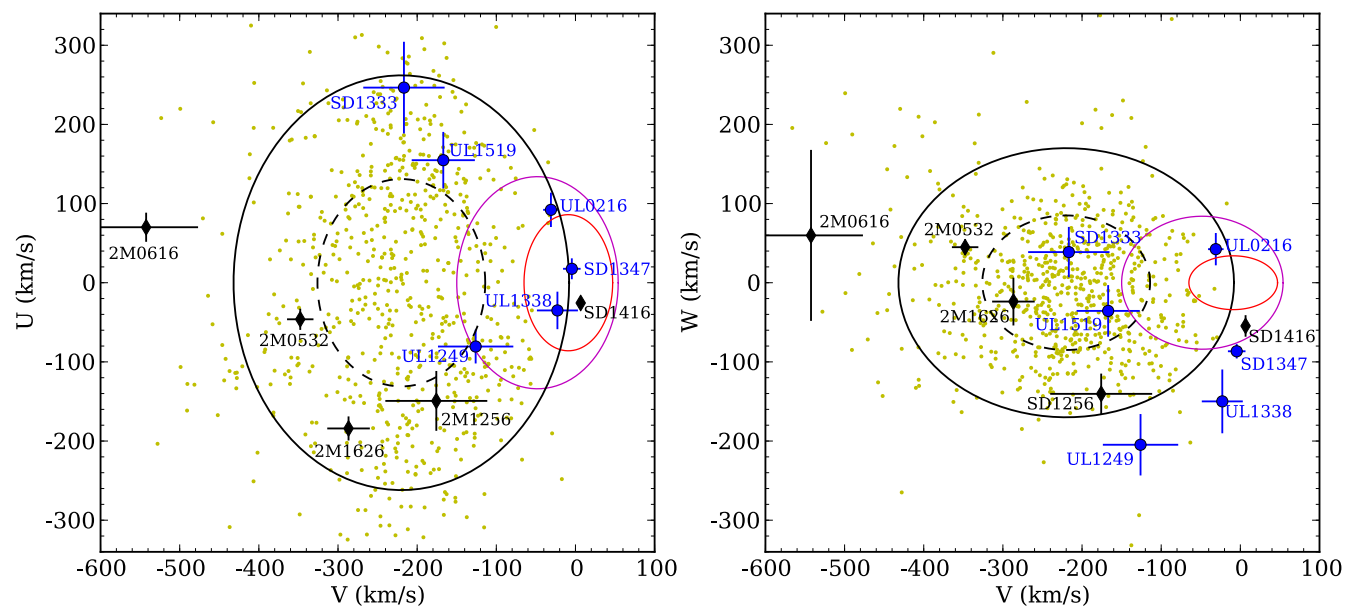 300
200
100
0
-100
-200
-300
U (km/s)
SD1333
UL1519
UL0216
2M0616
SD1347
UL1338
SD1416
2M0532
UL1249
2M1256
2M1626
-600 -500 -400 -300 -200 -100 0 100
V (km/s)
300
200
100
0
-100
-200
-300
W (km/s)
2M0616
2M0532
SD1333
UL0216
2M1626
UL1519
SD1416
SD1347
SD1256
UL1338
UL1249
-600 -500 -400 -300 -200 -100 0 100
V (km/s)